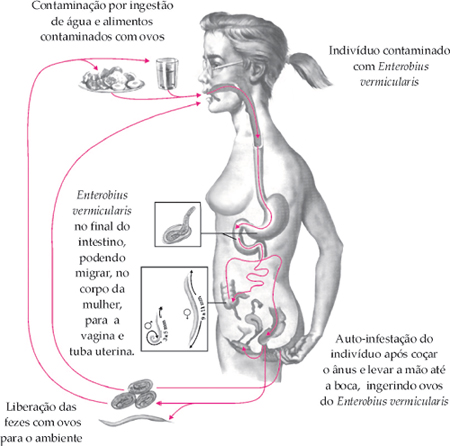 Contaminação por ingestão
de água e alimentos
contaminados com ovos
Indivíduo contaminado
com Enterobius
vermicularis
Enterobius
vermicularis
no final do
intestino,
podendo
migrar, no
corpo da
mulher,
para a
vagina e
tuba uterina.
Auto-infestação do
indivíduo após coçar
o ânus e levar a mão até
a boca, ingerindo ovos
do Enterobius vermicularis
Liberação das
fezes com ovos
para o ambiente